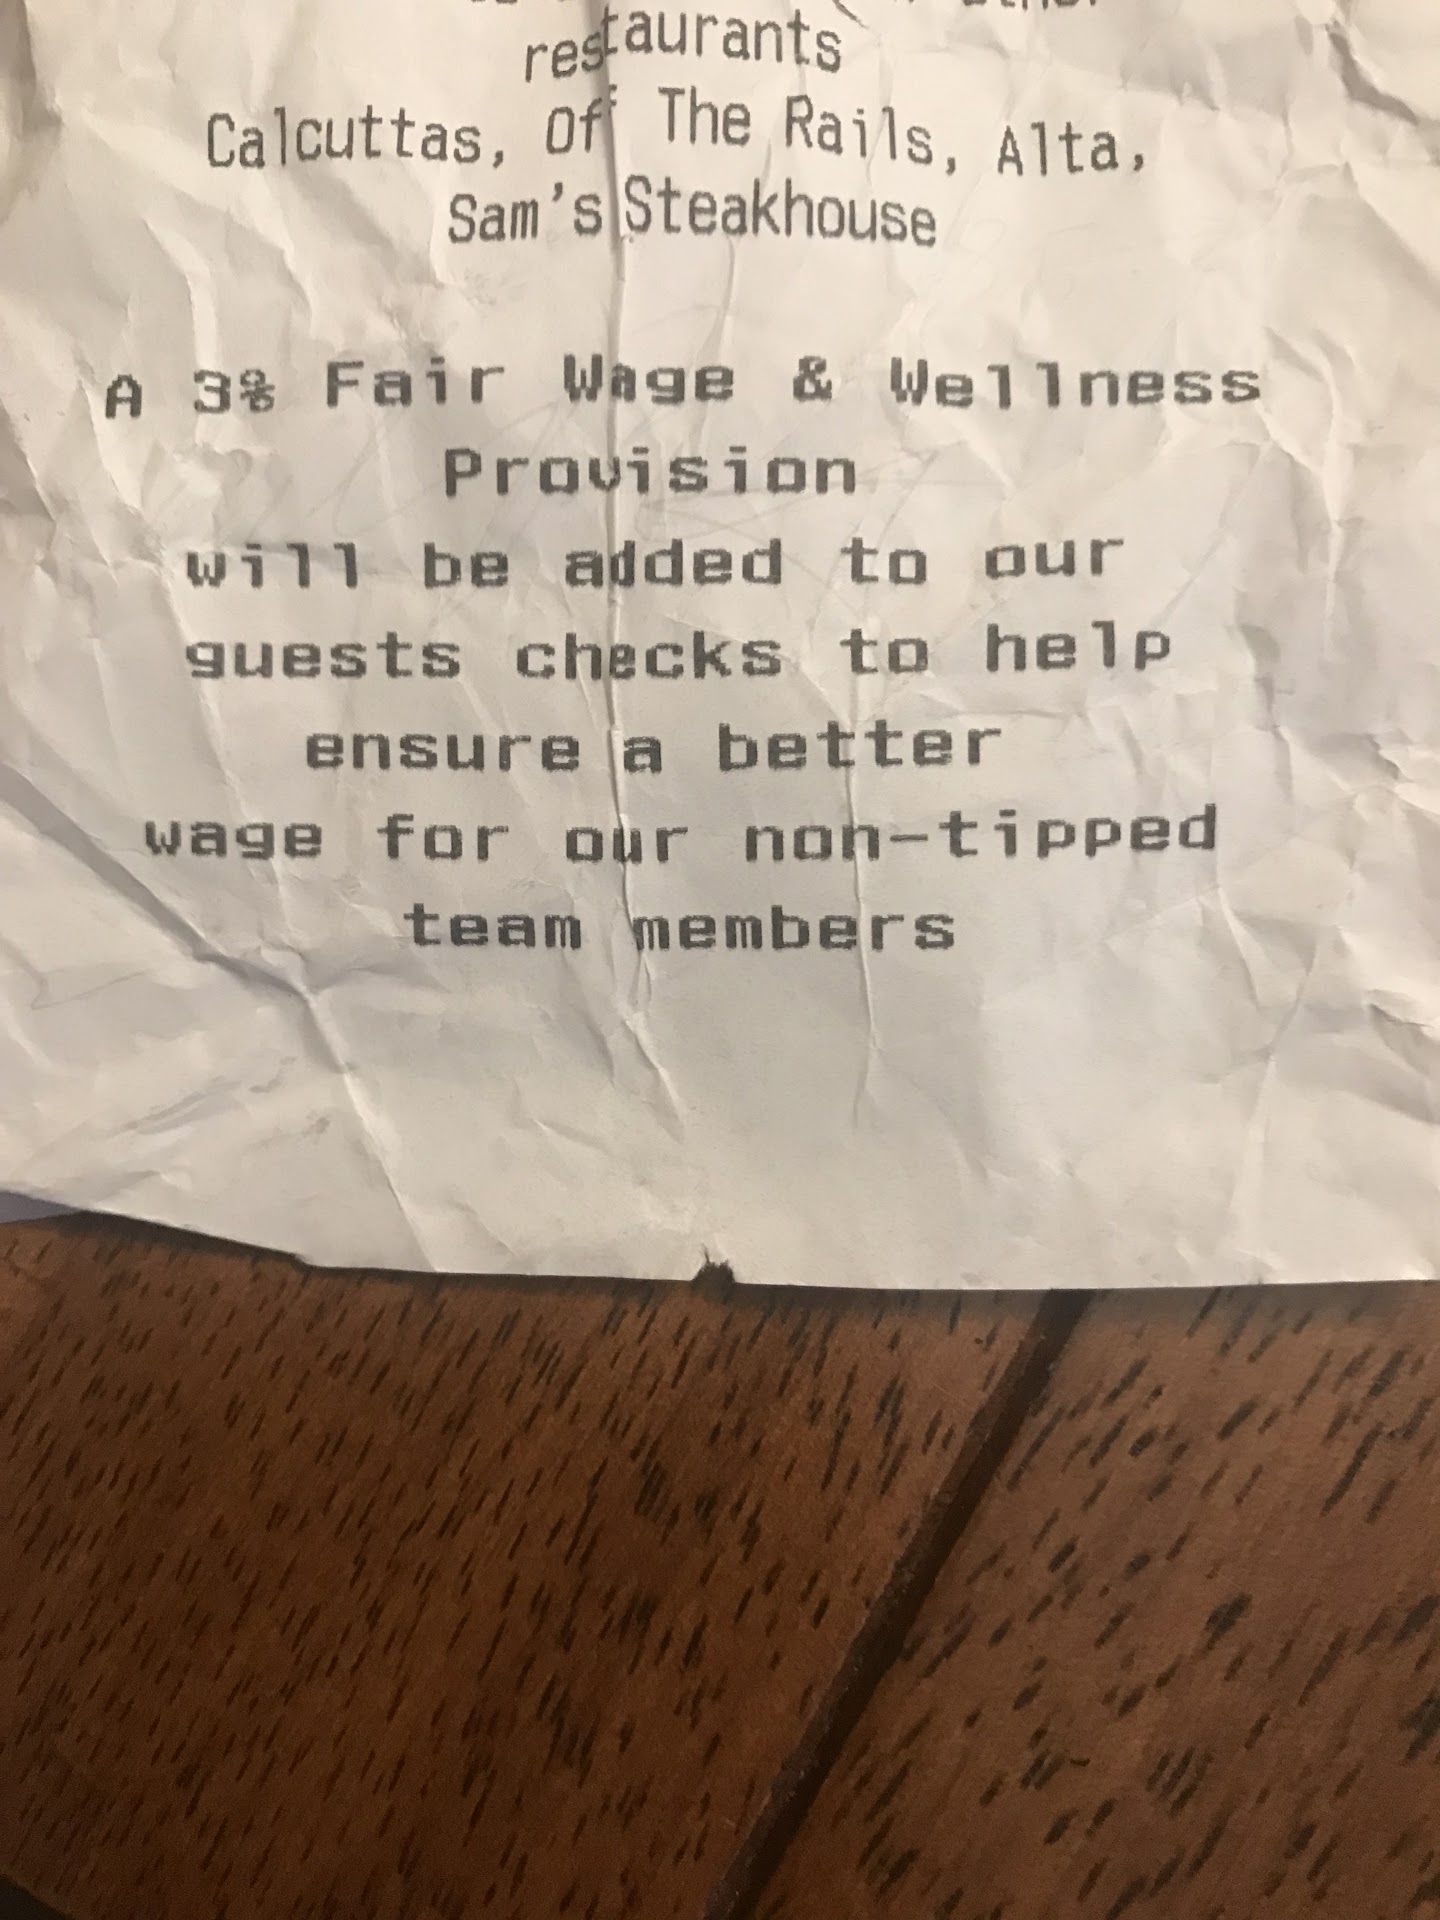 restaurants
Calcuttas, Of The Rails, Alta,
Sam's Steakhouse
A 3% Fair Wage & Wellness
Provision
will be added to our
guests checks to help
ensure a better
wage for our non-tipped
team members